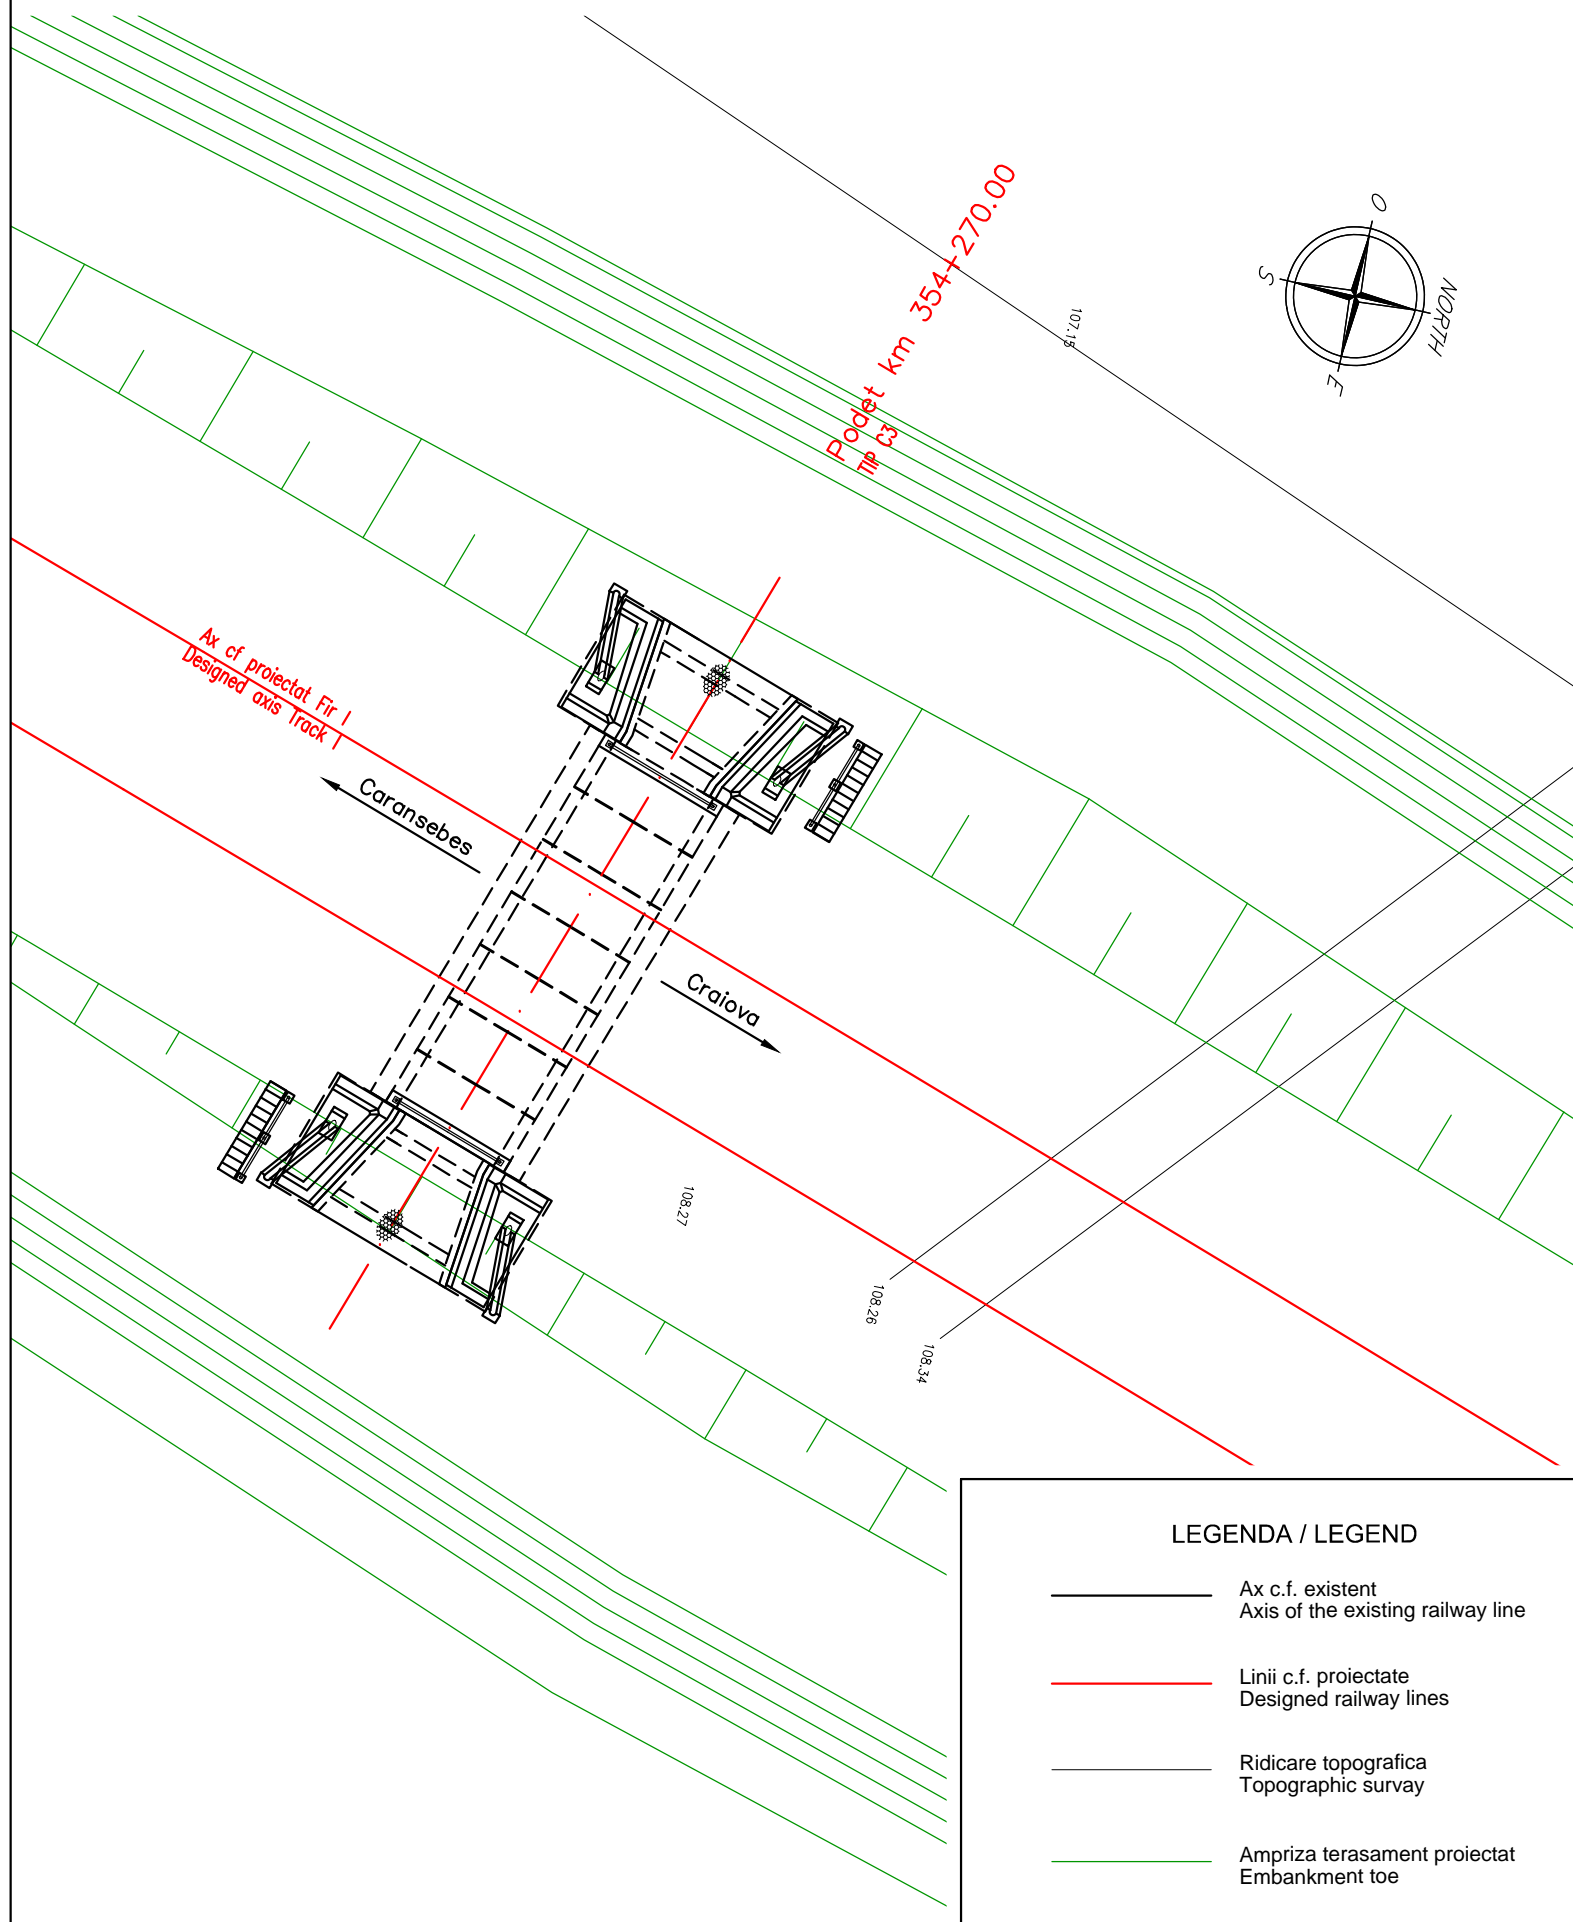 O
S
NORTH
E
Podet km 354+270.00
TIP C3
107.15
Ax cf proiectat Fir I
Designed axis Track I
Caransebes
Craiova
108.27
108.26
108.34
LEGENDA / LEGEND
Ax c.f. existent
Axis of the existing railway line
Linii c.f. proiectate
Designed railway lines
Ridicare topografica
Topographic survay
Ampriza terasament proiectat
Embankment toe